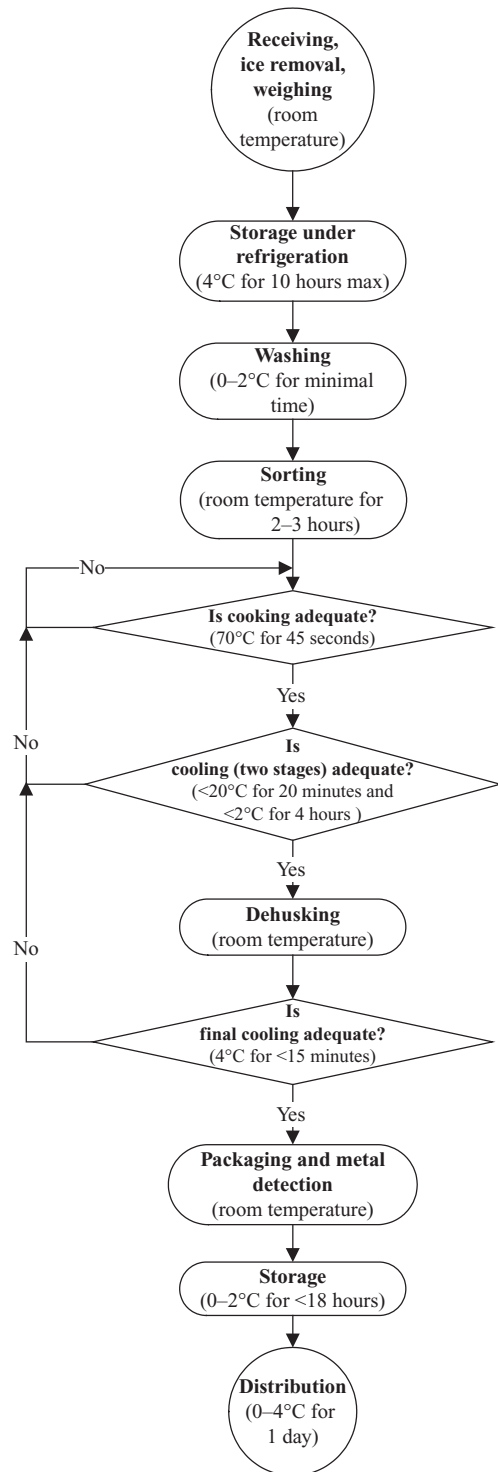 Receiving,
ice removal,
weighing
(room
temperature)
Storage under
refrigeration
(4°C for 10 hours max)
Washing
(0–2°C for minimal
time)
Sorting
(room temperature for
2–3 hours)
No
Is cooking adequate?
(70°C for 45 seconds)
Yes
No
Is
cooling (two stages) adequate?
(<20°C for 20 minutes and
<2°C for 4 hours )
Yes
Dehusking
(room temperature)
No
Is
final cooling adequate?
(4°C for <15 minutes)
Yes
Packaging and metal
detection
(room temperature)
Storage
(0–2°C for <18 hours)
Distribution
(0–4°C for
1 day)